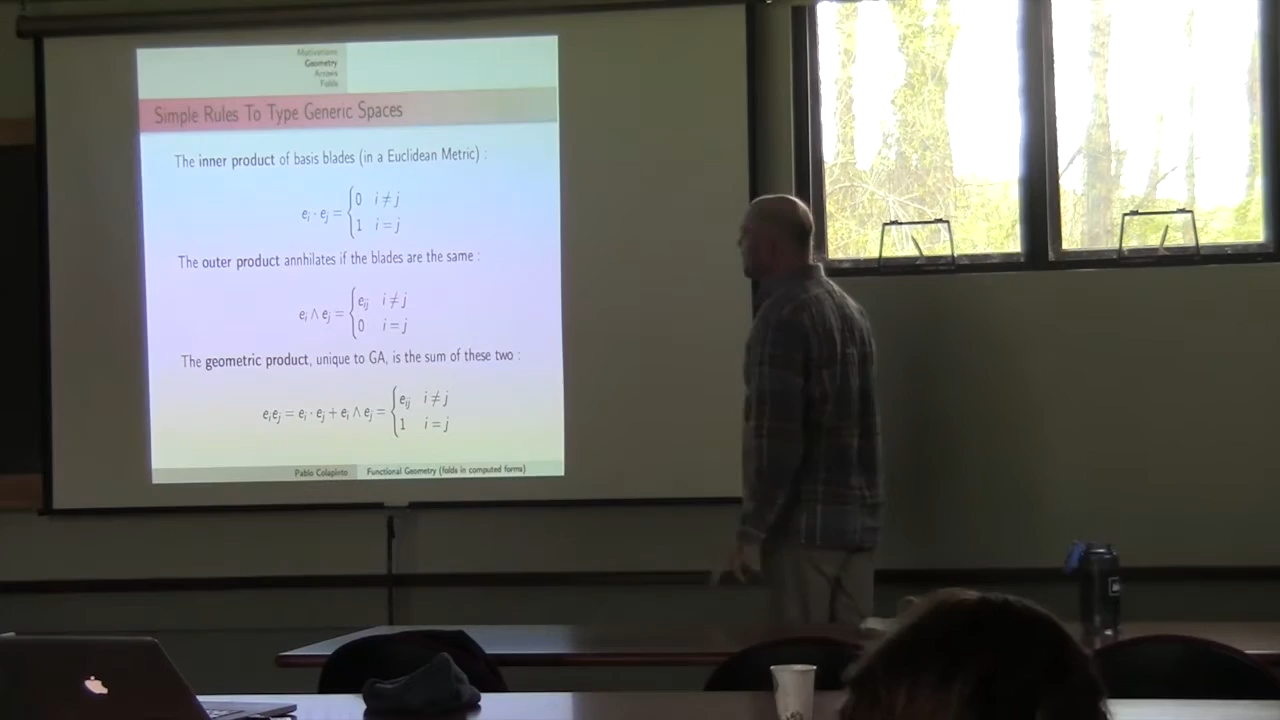 Motivations
Geometry
Arrows
Folds
Simple Rules To Type Generic Spaces
The inner product of basis blades (in a Euclidean Metric) :
e_i · e_j = { 0 i ≠ j
1 i = j
The outer product annhilates if the blades are the same :
e_i ∧ e_j = { e_ij i ≠ j
0 i = j
The geometric product, unique to GA, is the sum of these two :
e_i e_j = e_i · e_j + e_i ∧ e_j = { e_ij i ≠ j
1 i = j
Pablo Colapinto Functional Geometry (folds in computed forms)